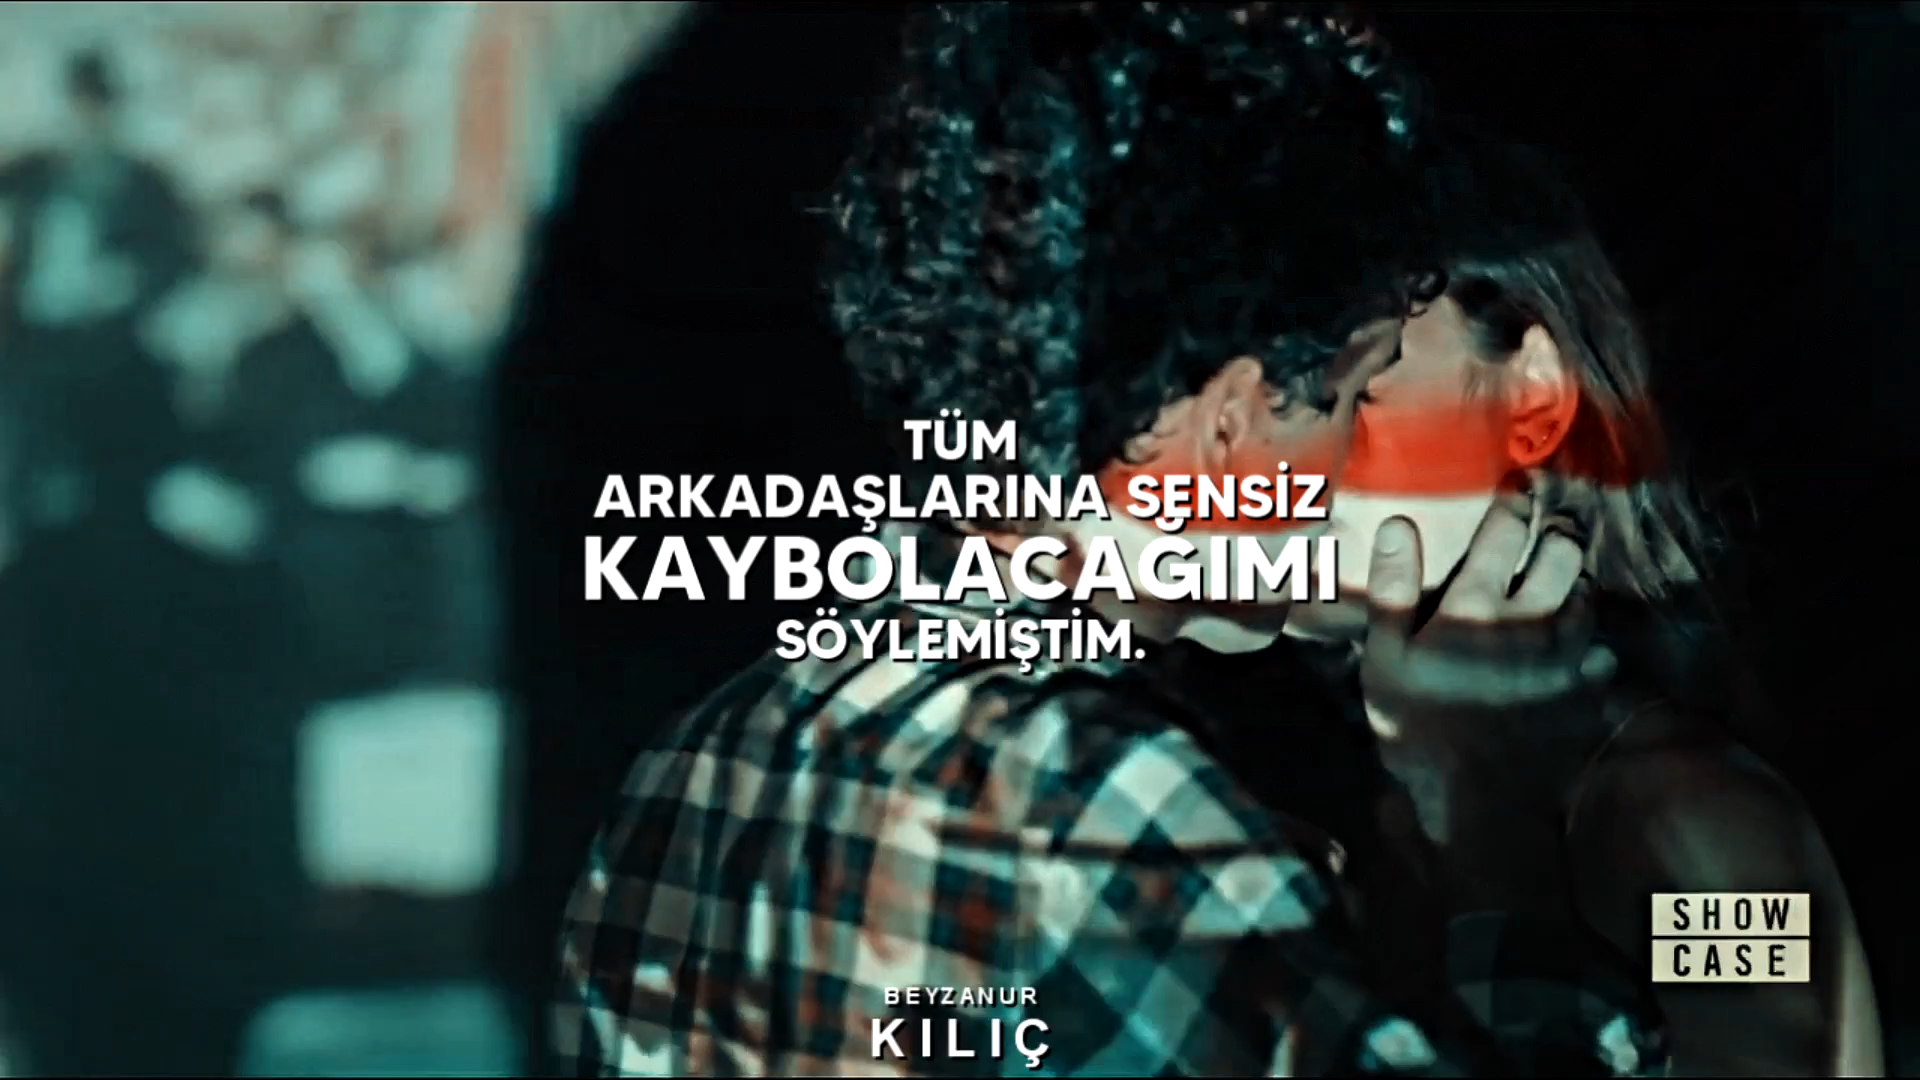 TÜM
ARKADAŞLARINA SENSİZ
KAYBOLACAĞIMI
SÖYLEMİŞTİM.
SHOW
CASE
BEYZANUR
KILIÇ